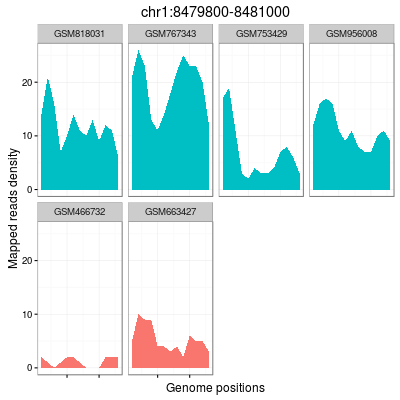 chr1:8479800-8481000
GSM818031 GSM767343 GSM753429 GSM956008
20
10
0
GSM466732 GSM663427
20
10
0
Mapped reads density
Genome positions